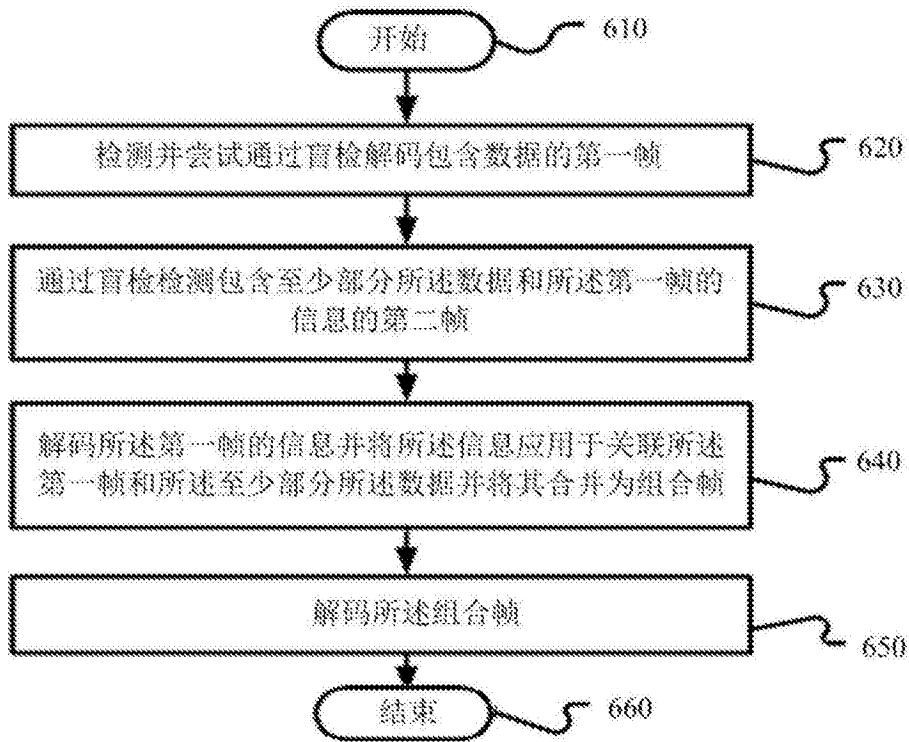 开始
610
检测并尝试通过盲检解码包含数据的第一帧
620
通过盲检检测包含至少部分所述数据和所述第一帧的
信息的第二帧
630
解码所述第一帧的信息并将所述信息应用于关联所述
第一帧和所述至少部分所述数据并将其合并为组合帧
640
解码所述组合帧
650
结束
660